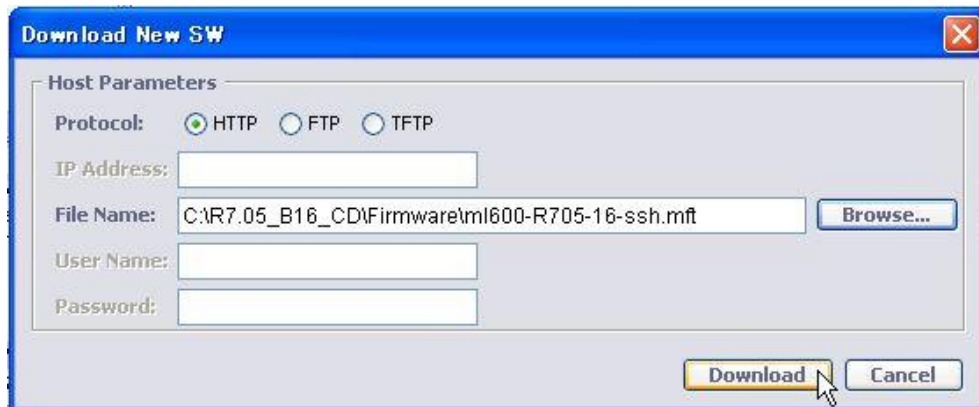 Download New SW
Host Parameters
Protocol: HTTP FTP TFTP
IP Address:
File Name: C:\R7.05_B16_CD\Firmware\ml600-R705-16-ssh.mft Browse...
User Name:
Password:
Download Cancel